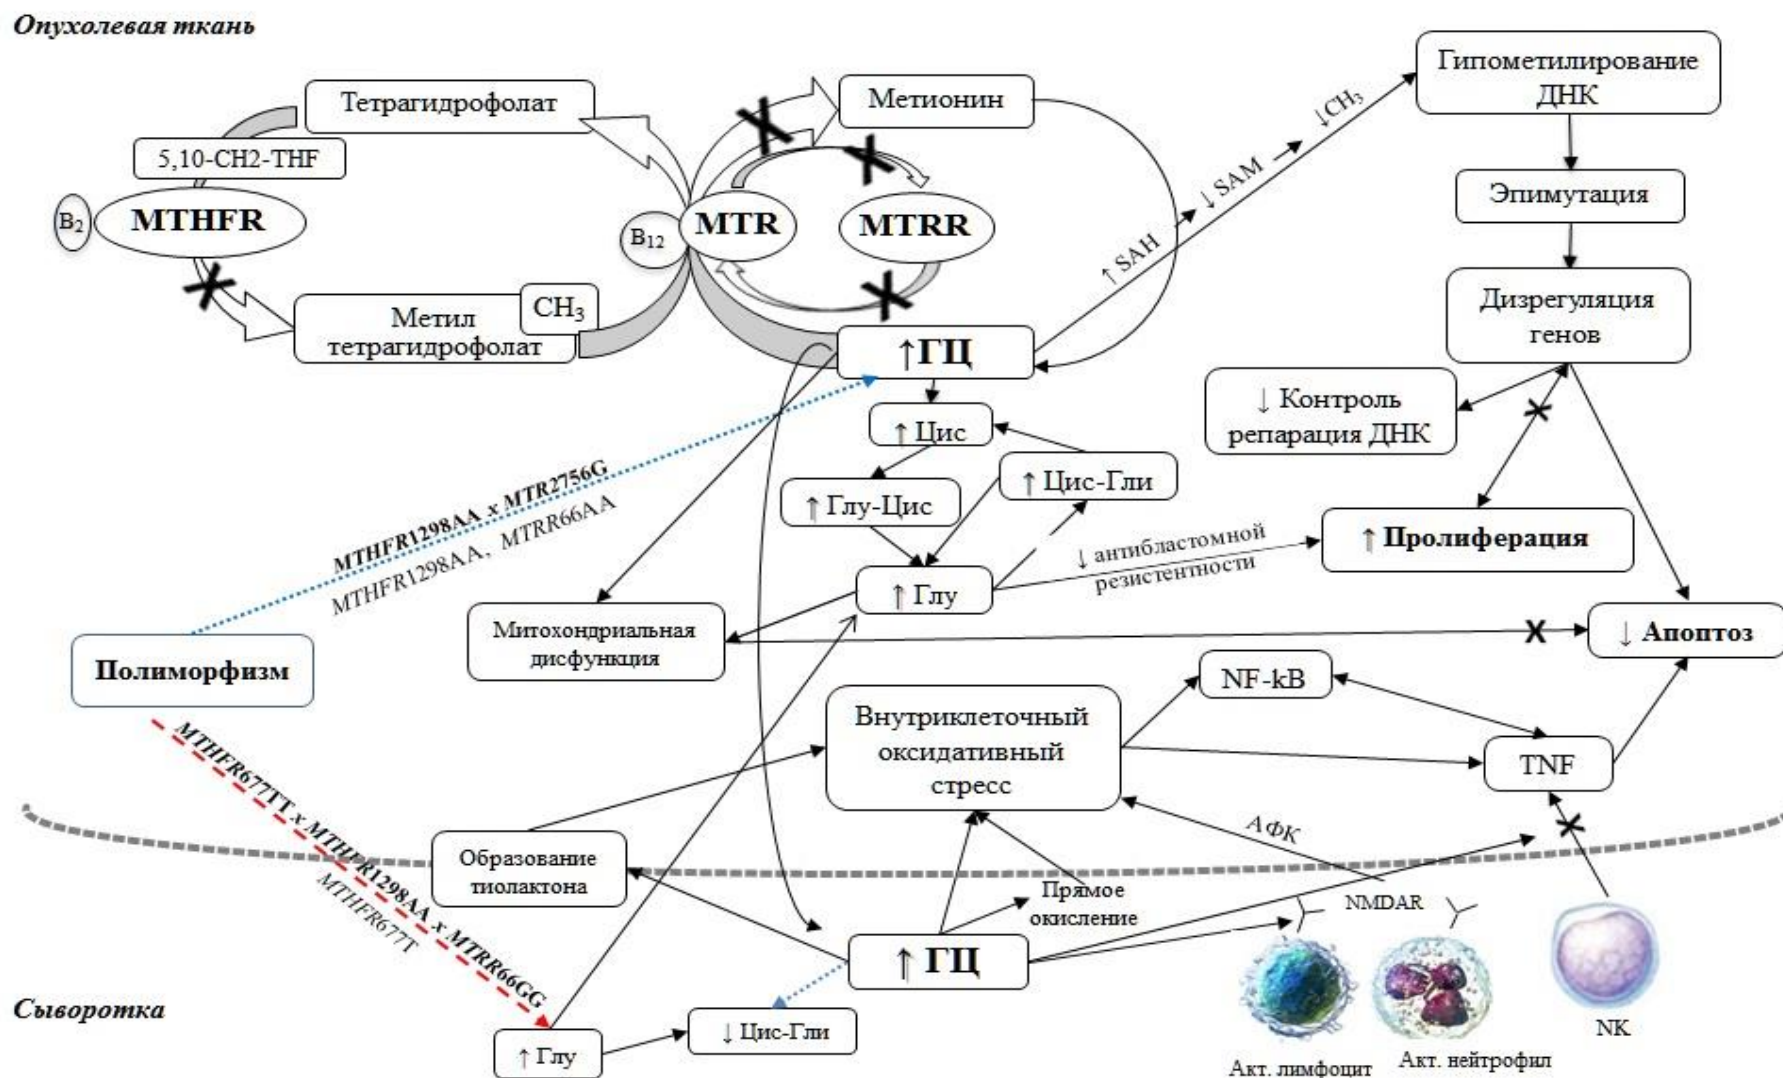 Опухолевая ткань
Тетрагидрофолат
5,10-CH2-THF
B₂
MTHFR
Метил
тетрагидрофолат
CH₃
B₁₂
MTR
MTRR
Метионин
↑ГЦ
↑ SAH
↓ SAM
↓CH₃
Гипометилирование
ДНК
Эпимутация
Дизрегуляция
генов
↓ Контроль
репарация ДНК
↑ Цис
↑ Цис-Гли
↑ Глу-Цис
↑ Глу
↓ антибластомной
резистентности
↑ Пролиферация
↓ Апоптоз
MTHFR1298AA x MTR2756G
MTHFR1298AA, MTRR66AA
Полиморфизм
Митохондриальная
дисфункция
MTHFR677TT x MTHFR1298AA x MTRR66GG
MTHFR677T
Внутриклеточный
оксидативный
стресс
NF-kB
TNF
АФК
Образование
тиолактона
Прямое
окисление
NMDAR
↑ ГЦ
Сыворотка
↑ Глу
↓ Цис-Гли
Акт. лимфоцит
Акт. нейтрофил
NK